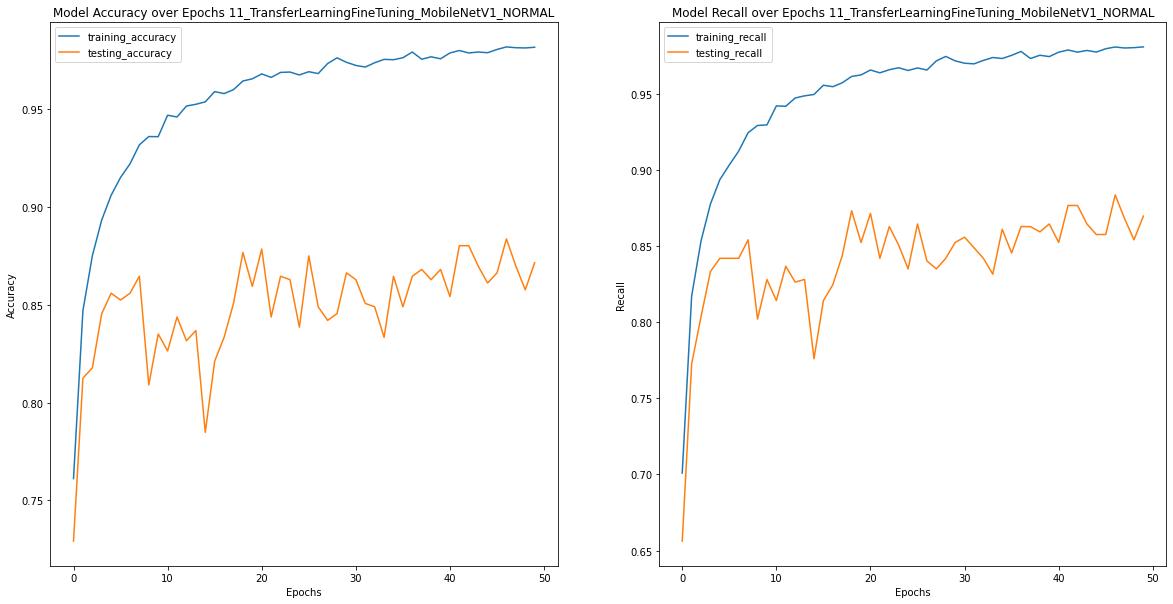 Model Accuracy over Epochs 11_TransferLearningFineTuning_MobileNetV1_NORMAL
training_accuracy
testing_accuracy
0.95
0.90
0.85
0.80
0.75
Accuracy
0 10 20 30 40 50
Epochs
Model Recall over Epochs 11_TransferLearningFineTuning_MobileNetV1_NORMAL
training_recall
testing_recall
0.95
0.90
0.85
0.80
0.75
0.70
0.65
Recall
0 10 20 30 40 50
Epochs